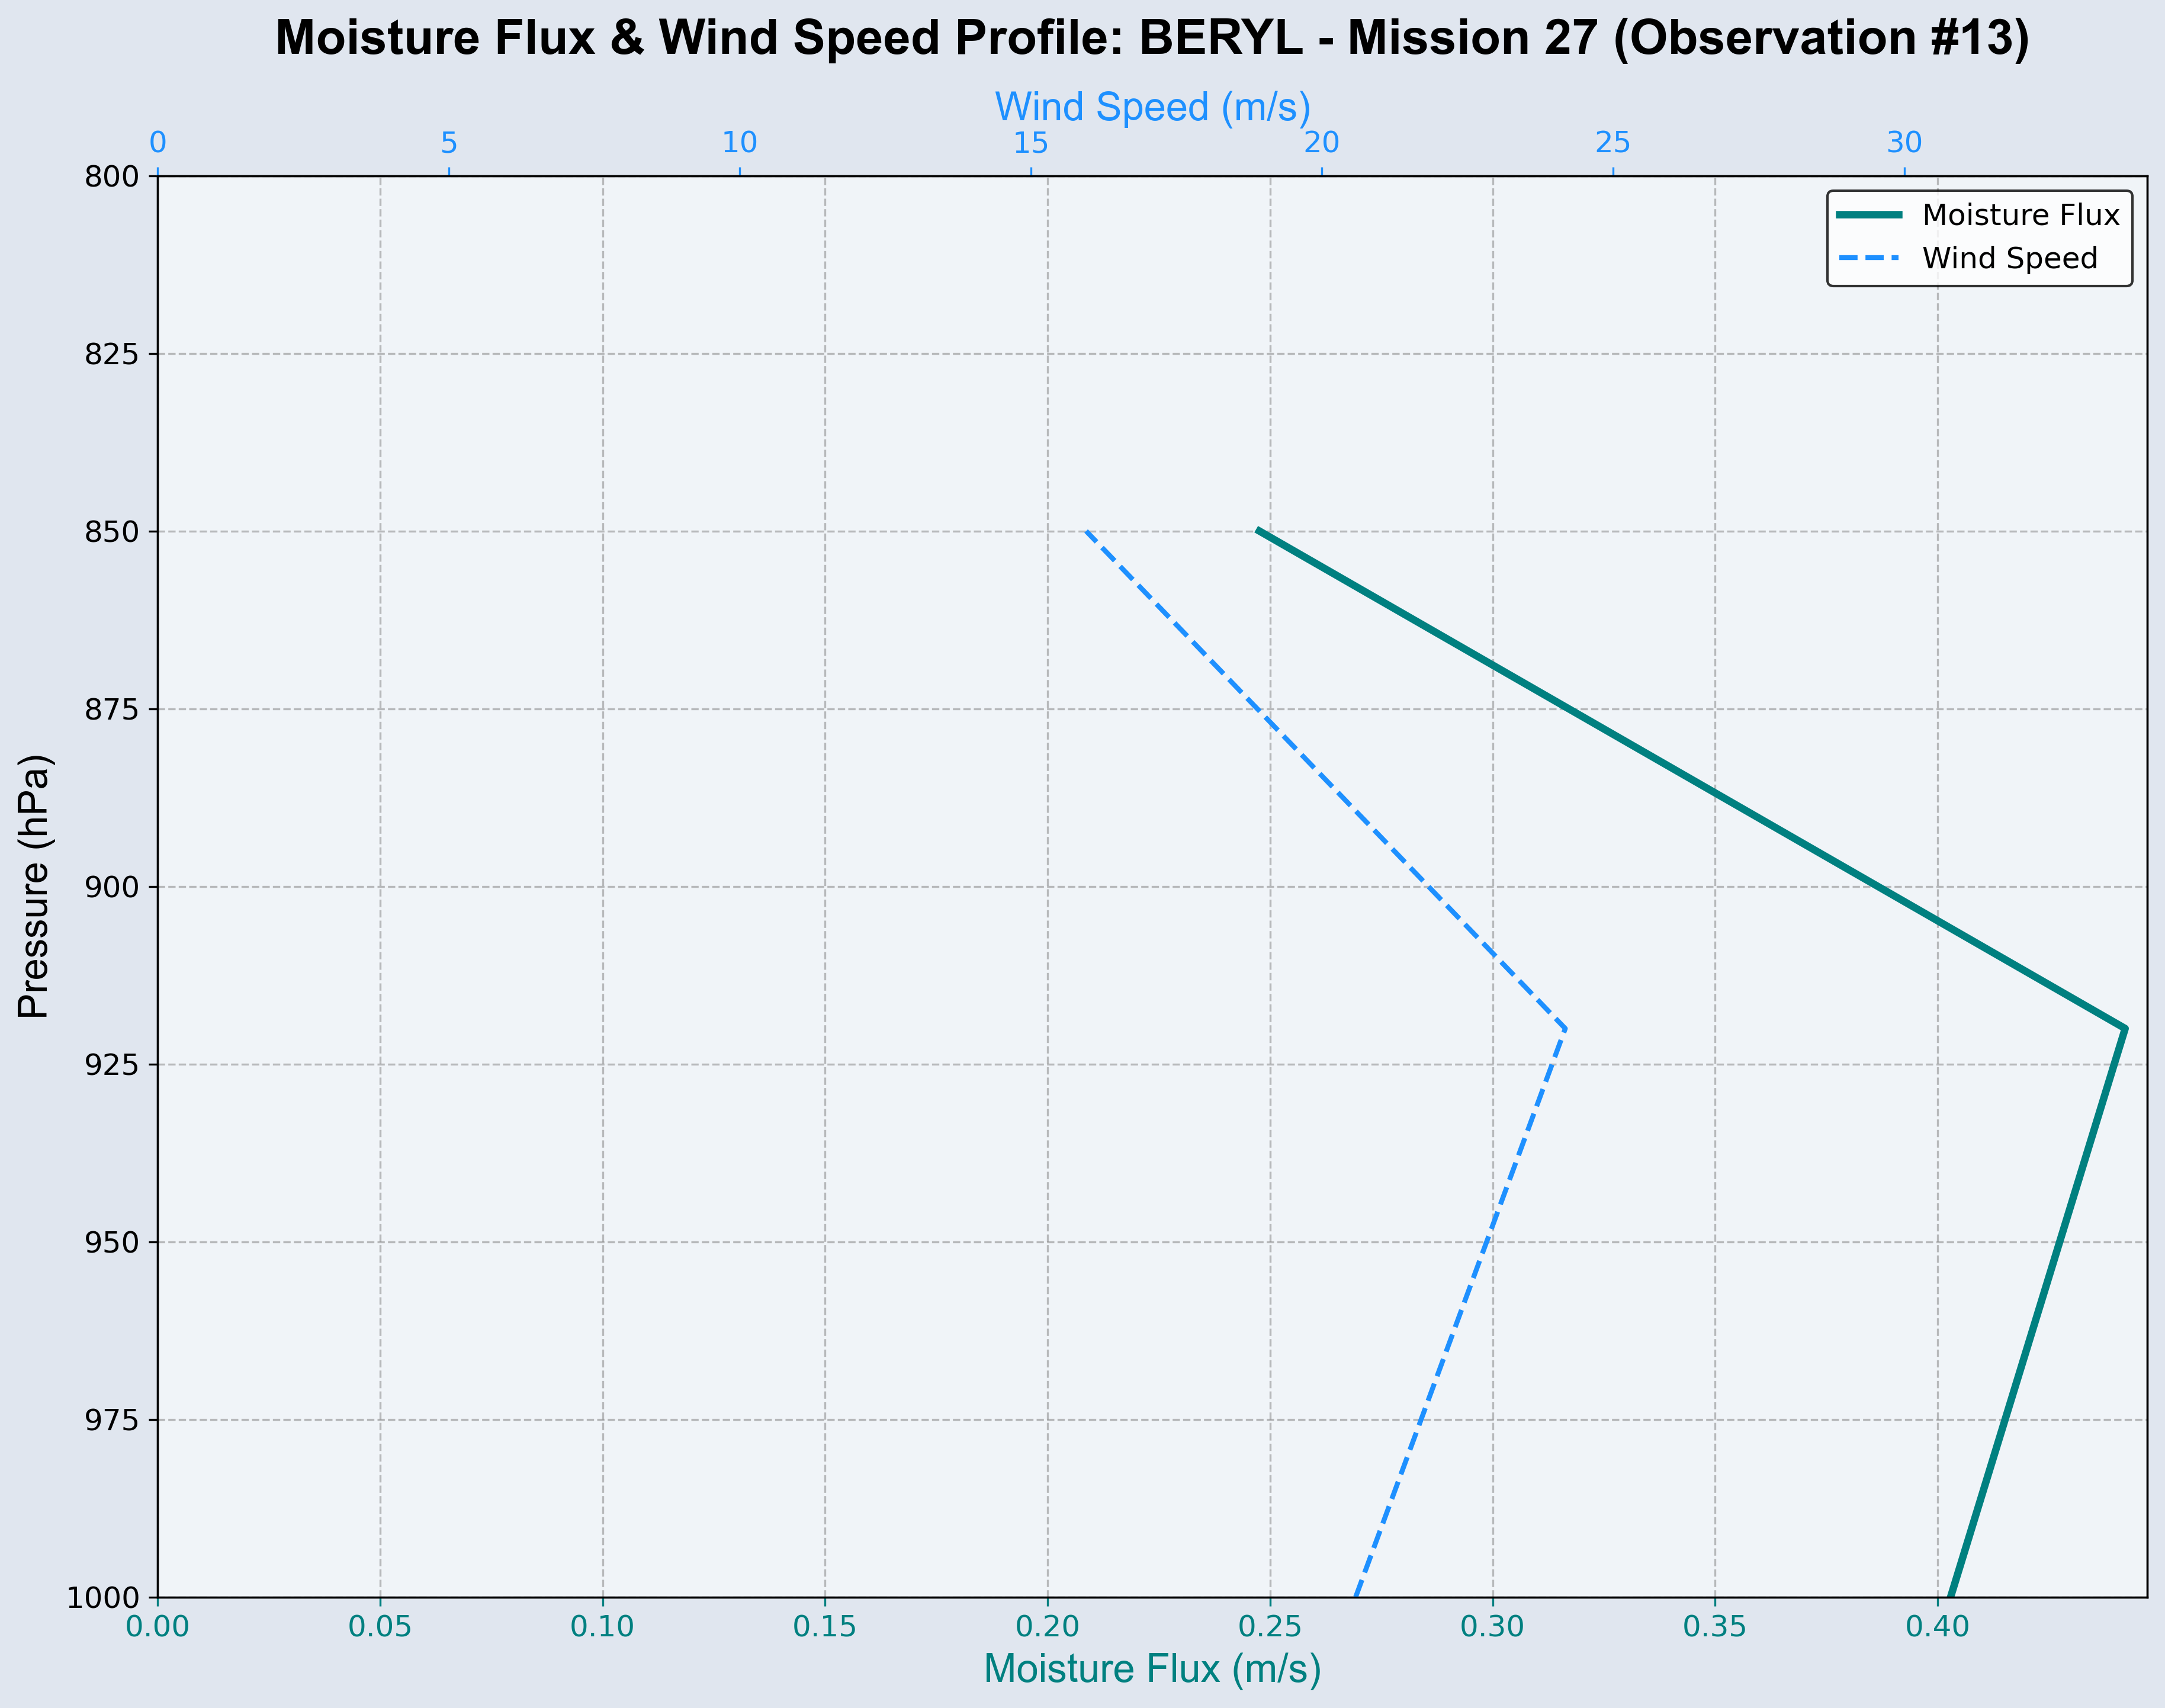 Moisture Flux & Wind Speed Profile: BERYL - Mission 27 (Observation #13)
Wind Speed (m/s)
0 5 10 15 20 25 30
Moisture Flux
Wind Speed
800
825
850
875
900
925
950
975
1000
Pressure (hPa)
0.00 0.05 0.10 0.15 0.20 0.25 0.30 0.35 0.40
Moisture Flux (m/s)